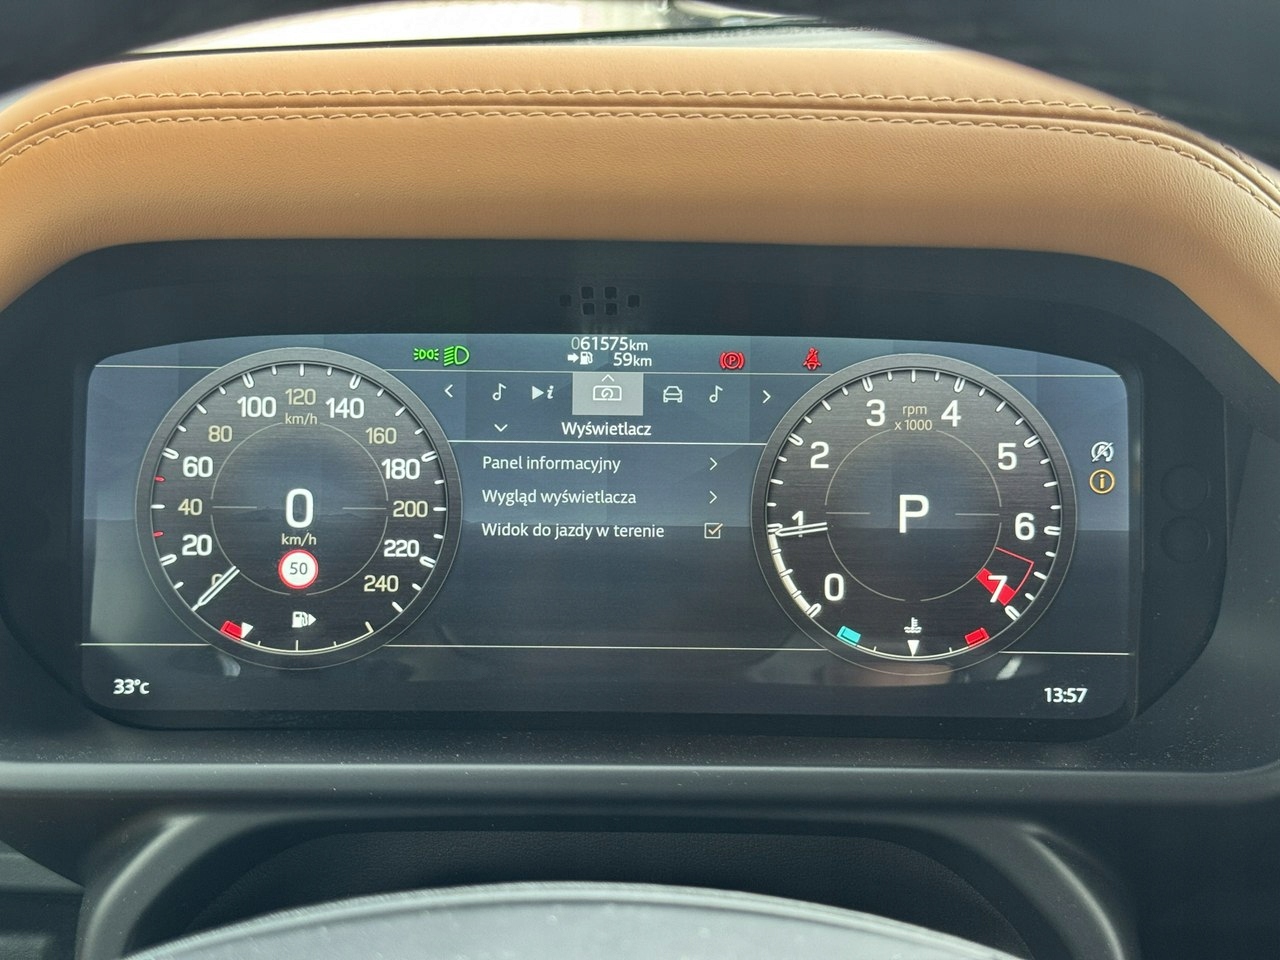 061575km
59km
Wyświetlacz
Panel informacyjny
Wygląd wyświetlacza
Widok do jazdy w terenie
0
20
40
60
80
100
120
km/h
140
160
180
200
220
240
0
km/h
50
0
1
2
3
rpm
x 1000
4
5
6
7
P
33°c
13:57